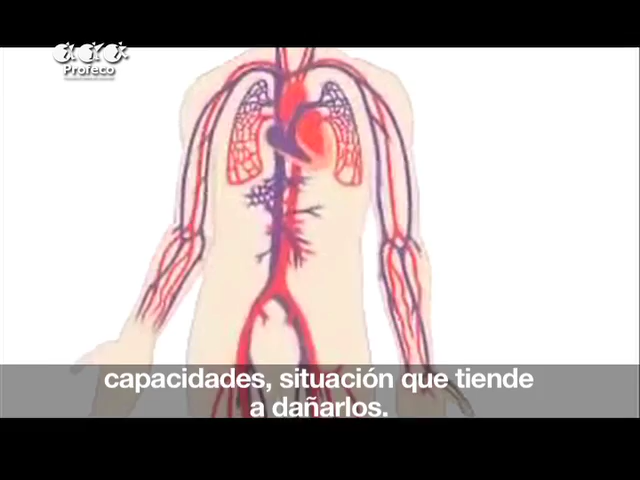 Profeco
capacidades, situación que tiende
a dañarlos.